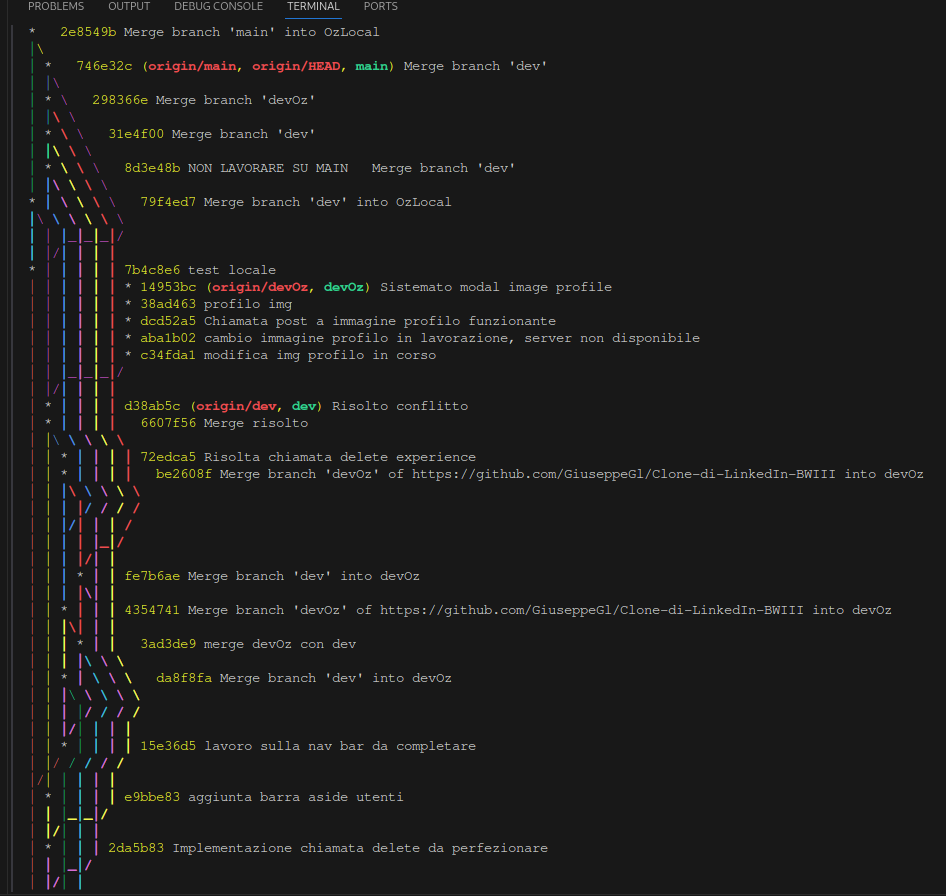 PROBLEMS OUTPUT DEBUG CONSOLE TERMINAL PORTS
* 2e8549b Merge branch 'main' into OzLocal
* 746e32c (origin/main, origin/HEAD, main) Merge branch 'dev'
* 298366e Merge branch 'devOz'
* 31e4f00 Merge branch 'dev'
* 8d3e48b NON LAVORARE SU MAIN   Merge branch 'dev'
* 79f4ed7 Merge branch 'dev' into OzLocal
* 7b4c8e6 test locale
* 14953bc (origin/devOz, devOz) Sistemato modal image profile
* 38ad463 profilo img
* dcd52a5 Chiamata post a immagine profilo funzionante
* aba1b02 cambio immagine profilo in lavorazione, server non disponibile
* c34fda1 modifica img profilo in corso
* d38ab5c (origin/dev, dev) Risolto conflitto
* 6607f56 Merge risolto
* 72edca5 Risolta chiamata delete experience
* be2608f Merge branch 'devOz' of https://github.com/GiuseppeGl/Clone-di-LinkedIn-BWIII into devOz
* fe7b6ae Merge branch 'dev' into devOz
* 4354741 Merge branch 'devOz' of https://github.com/GiuseppeGl/Clone-di-LinkedIn-BWIII into devOz
* 3ad3de9 merge devOz con dev
* da8f8fa Merge branch 'dev' into devOz
* 15e36d5 lavoro sulla nav bar da completare
* e9bbe83 aggiunta barra aside utenti
* 2da5b83 Implementazione chiamata delete da perfezionare